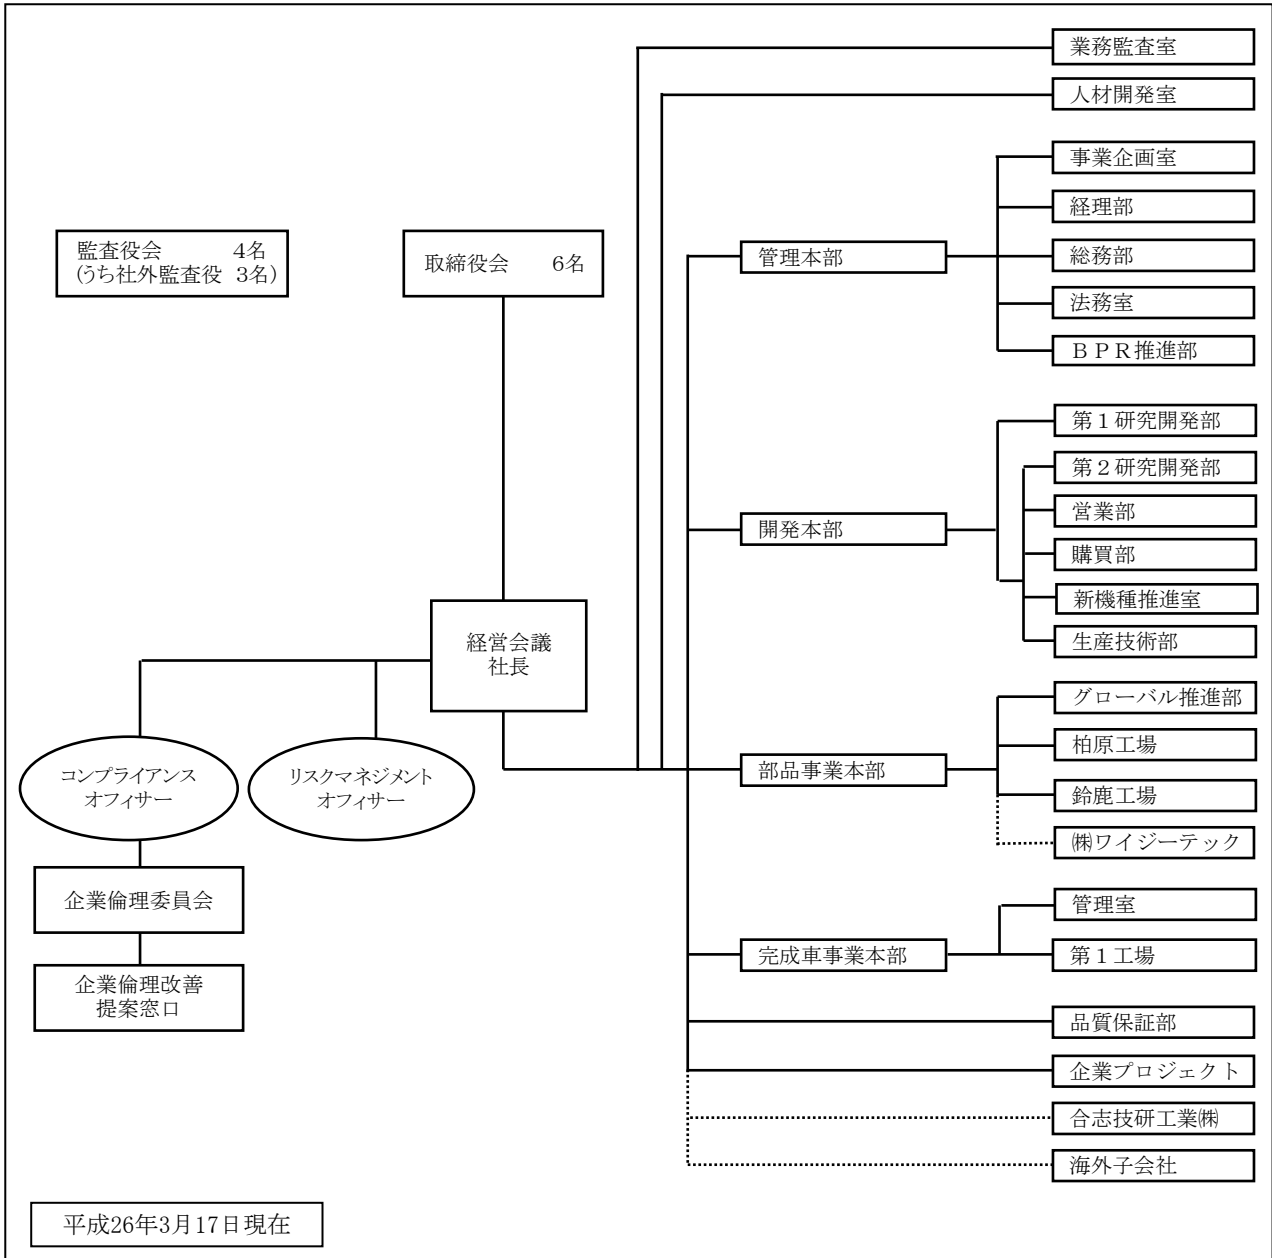 業務監査室
人材開発室
事業企画室
経理部
監査役会 4名
(うち社外監査役 3名)
取締役会 6名
管理本部
総務部
法務室
ＢＰＲ推進部
第１研究開発部
第２研究開発部
営業部
開発本部
購買部
新機種推進室
生産技術部
経営会議
社長
グローバル推進部
柏原工場
コンプライアンス
オフィサー
リスクマネジメント
オフィサー
部品事業本部
鈴鹿工場
㈱ワイジーテック
企業倫理委員会
管理室
完成車事業本部
第１工場
企業倫理改善
提案窓口
品質保証部
企業プロジェクト
合志技研工業㈱
海外子会社
平成26年3月17日現在